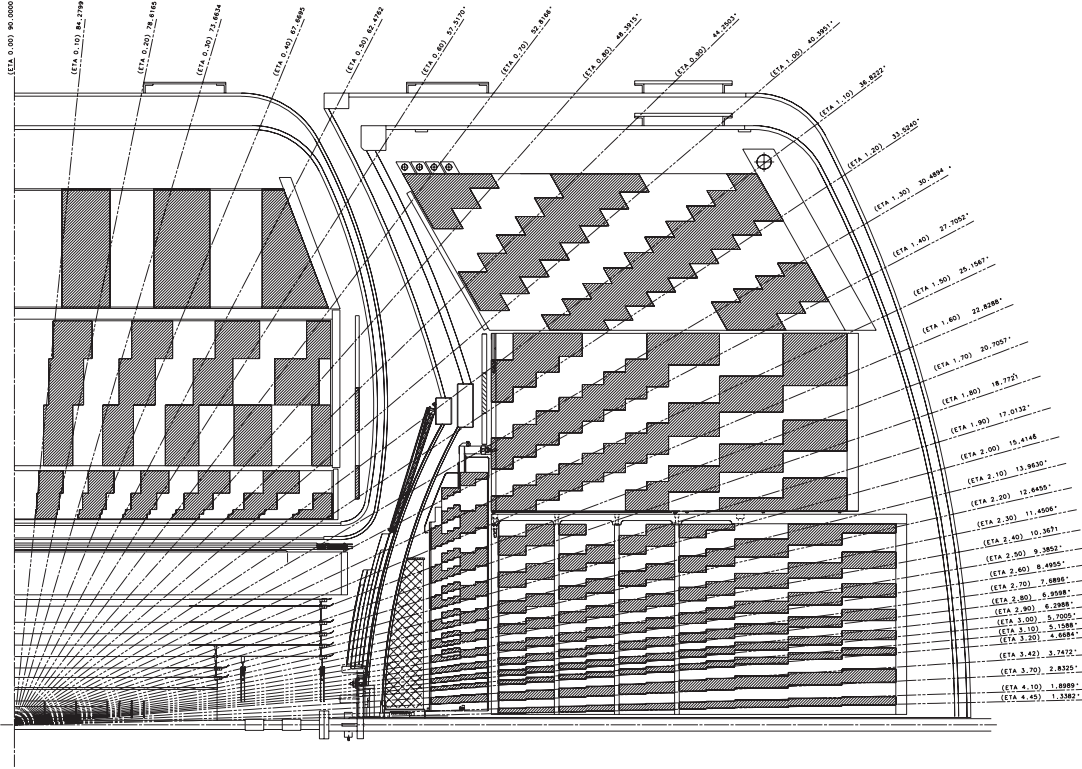 (ETA 0.00) 90.0000
(ETA 0.10) 84.2799
(ETA 0.20) 78.6165
(ETA 0.30) 73.6634
(ETA 0.40) 67.6695
(ETA 0.50) 62.4762
(ETA 0.60) 57.5170°
(ETA 0.70) 52.8166°
(ETA 0.80) 48.3915°
(ETA 0.90) 44.2503°
(ETA 1.00) 40.3951°
(ETA 1.10) 36.8222°
(ETA 1.20) 33.5240°
(ETA 1.30) 30.4894°
(ETA 1.40) 27.7052°
(ETA 1.50) 25.1567°
(ETA 1.60) 22.8288°
(ETA 1.70) 20.7057°
(ETA 1.80) 18.7721
(ETA 1.90) 17.0132°
(ETA 2.00) 15.4146
(ETA 2.10) 13.9630°
(ETA 2.20) 12.6455°
(ETA 2.30) 11.4506°
(ETA 2.40) 10.3671
(ETA 2.50) 9.3852°
(ETA 2.60) 8.4955°
(ETA 2.70) 7.6896°
(ETA 2.80) 6.9598°
(ETA 2.90) 6.2988°
(ETA 3.00) 5.7005°
(ETA 3.10) 5.1588°
(ETA 3.20) 4.6684°
(ETA 3.42) 3.7472°
(ETA 3.70) 2.8325°
(ETA 4.10) 1.8989°
(ETA 4.45) 1.3382°